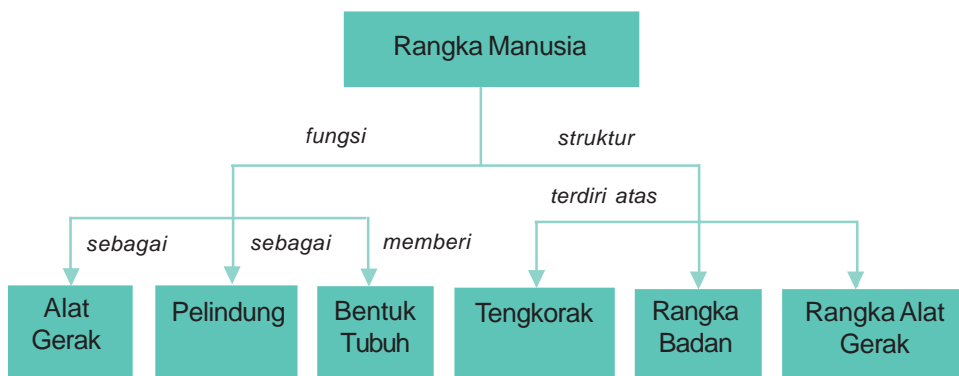 Rangka Manusia
fungsi
struktur
terdiri atas
sebagai
sebagai
memberi
Alat
Gerak
Pelindung
Bentuk
Tubuh
Tengkorak
Rangka
Badan
Rangka Alat
Gerak